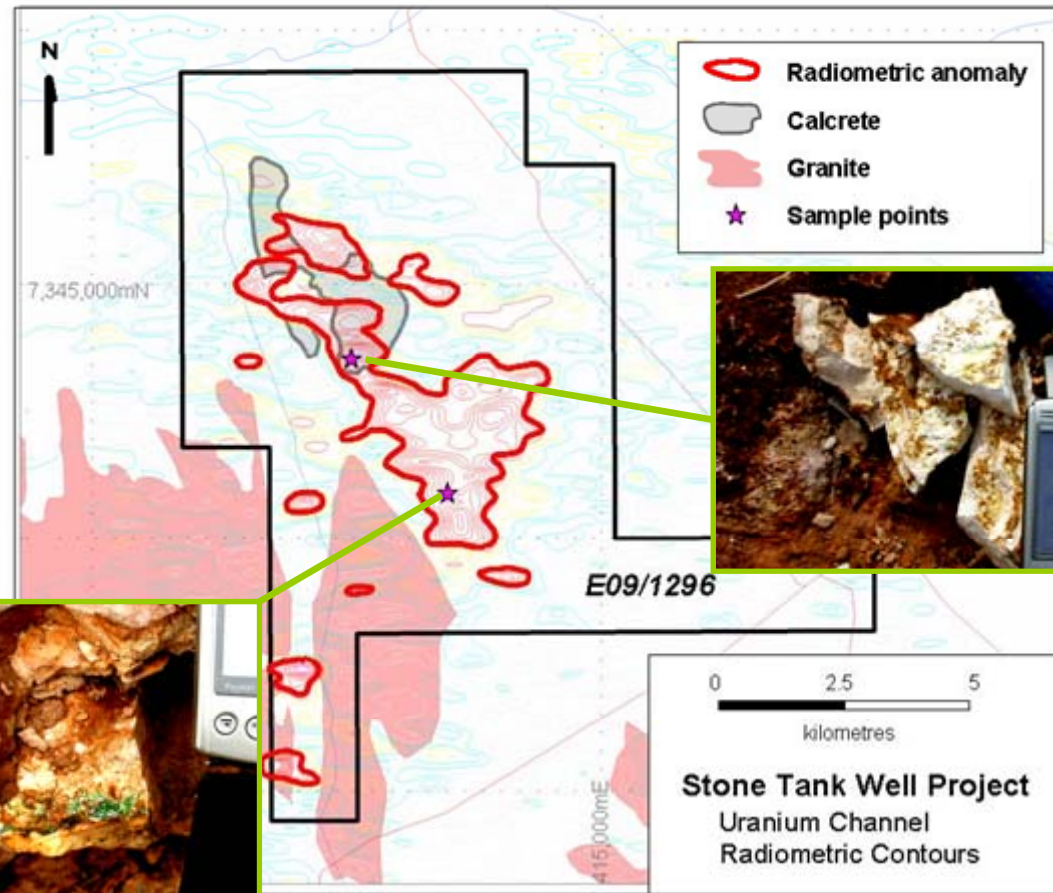 N
Radiometric anomaly
Calcrete
Granite
Sample points
7,345,000mN
E09/1296
415,000mE
0 2.5 5
kilometres
Stone Tank Well Project
Uranium Channel
Radiometric Contours